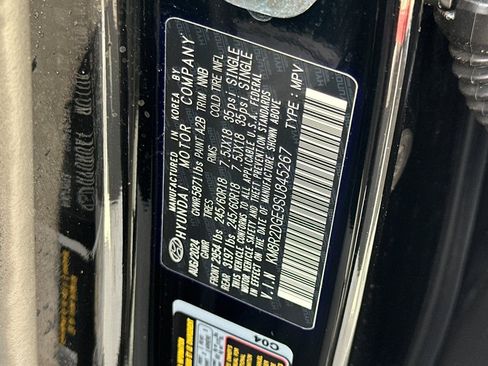 MANUFACTURED IN KOREA BY
HYUNDAI MOTOR COMPANY
AUG/2024 GVWR 5871 lbs PAINT A2B TRIM NNB
GAWR TIRES RIMS COLD TIRE INFL
FRONT 2954 lbs 245/60R18 7.5JX18 35psi SINGLE
REAR 3197 lbs 245/60R18 7.5JX18 35psi SINGLE
THIS VEHICLE CONFORMS TO ALL APPLICABLE U.S.A. FEDERAL
MOTOR VEHICLE SAFETY AND THEFT PREVENTION STANDARDS
IN EFFECT ON THE DATE OF MANUFACTURE SHOWN ABOVE
V.I.N KM8R2DGE9SU845267 TYPE : MPV
C04